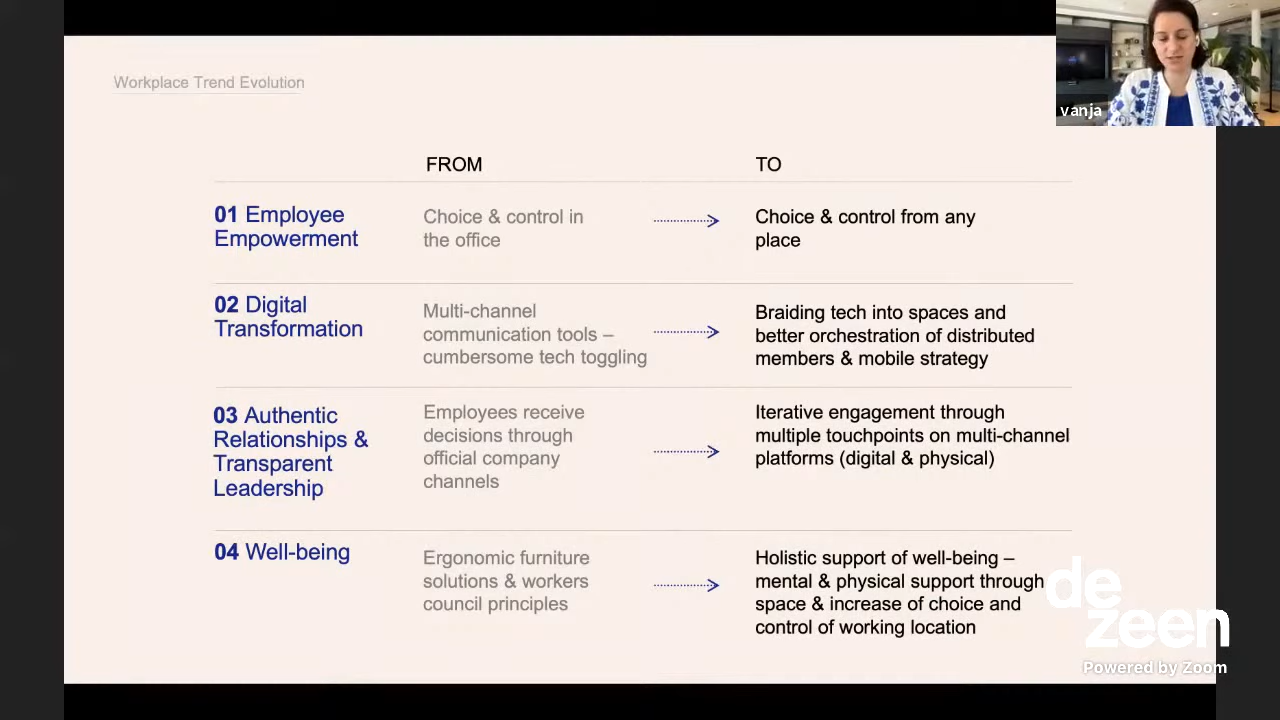 Workplace Trend Evolution
vanja
FROM
TO
01 Employee
Empowerment
Choice & control in
the office
Choice & control from any
place
02 Digital
Transformation
Multi-channel
communication tools –
cumbersome tech toggling
Braiding tech into spaces and
better orchestration of distributed
members & mobile strategy
03 Authentic
Relationships &
Transparent
Leadership
Employees receive
decisions through
official company
channels
Iterative engagement through
multiple touchpoints on multi-channel
platforms (digital & physical)
04 Well-being
Ergonomic furniture
solutions & workers
council principles
Holistic support of well-being –
mental & physical support through
space & increase of choice and
control of working location
de
zeen
Powered by Zoom